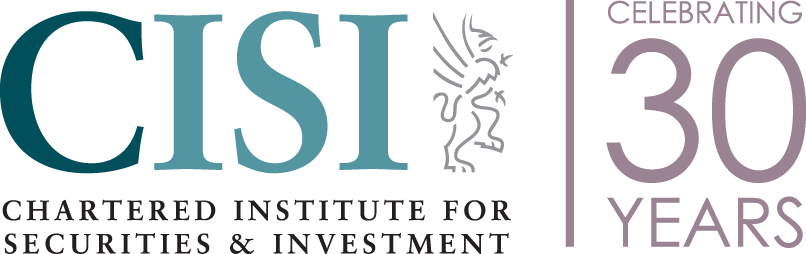 CISI
CHARTERED INSTITUTE FOR
SECURITIES & INVESTMENT
CELEBRATING
30
YEARS